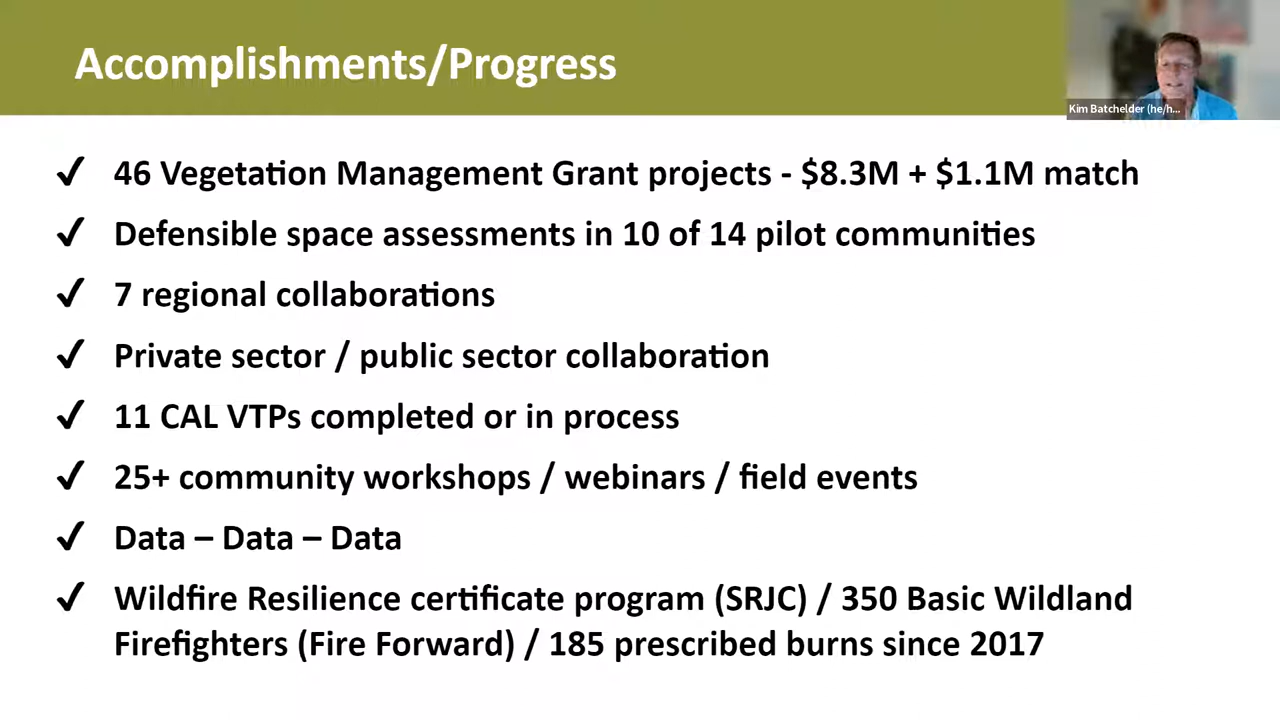 Accomplishments/Progress
Kim Batchelder (he/h...
✔ 46 Vegetation Management Grant projects - $8.3M + $1.1M match
✔ Defensible space assessments in 10 of 14 pilot communities
✔ 7 regional collaborations
✔ Private sector / public sector collaboration
✔ 11 CAL VTPs completed or in process
✔ 25+ community workshops / webinars / field events
✔ Data – Data – Data
✔ Wildfire Resilience certificate program (SRJC) / 350 Basic Wildland
Firefighters (Fire Forward) / 185 prescribed burns since 2017